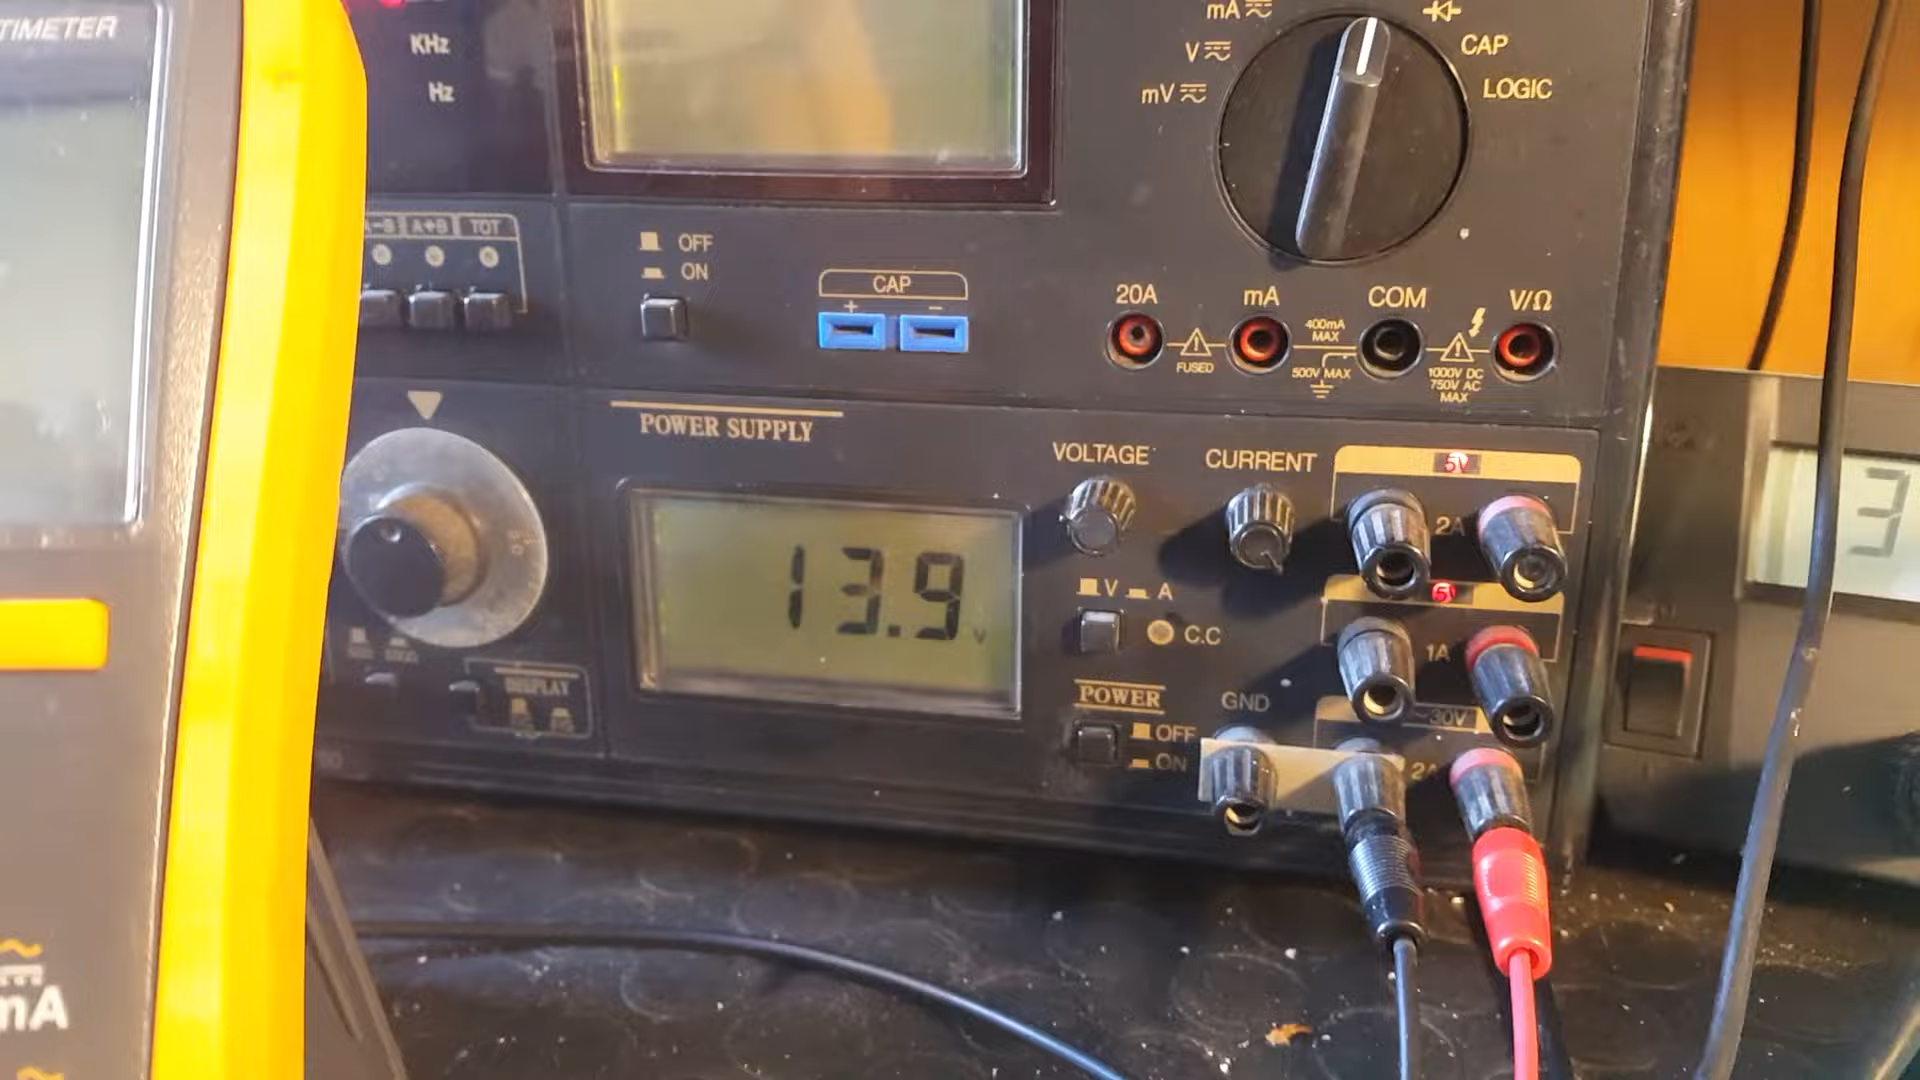 TIMETER
KHz
Hz
mA
V
mV
CAP
LOGIC
A-B A+B TOT
OFF
ON
CAP
+ −
20A mA COM V/Ω
FUSED
400mA
MAX
500V MAX
1000V DC
750V AC
MAX
POWER SUPPLY
VOLTAGE
CURRENT
5V
2A
13.9 V
V A
C.C
5V
1A
POWER
OFF
ON
GND
~30V
2A
DISPLAY
3
mA